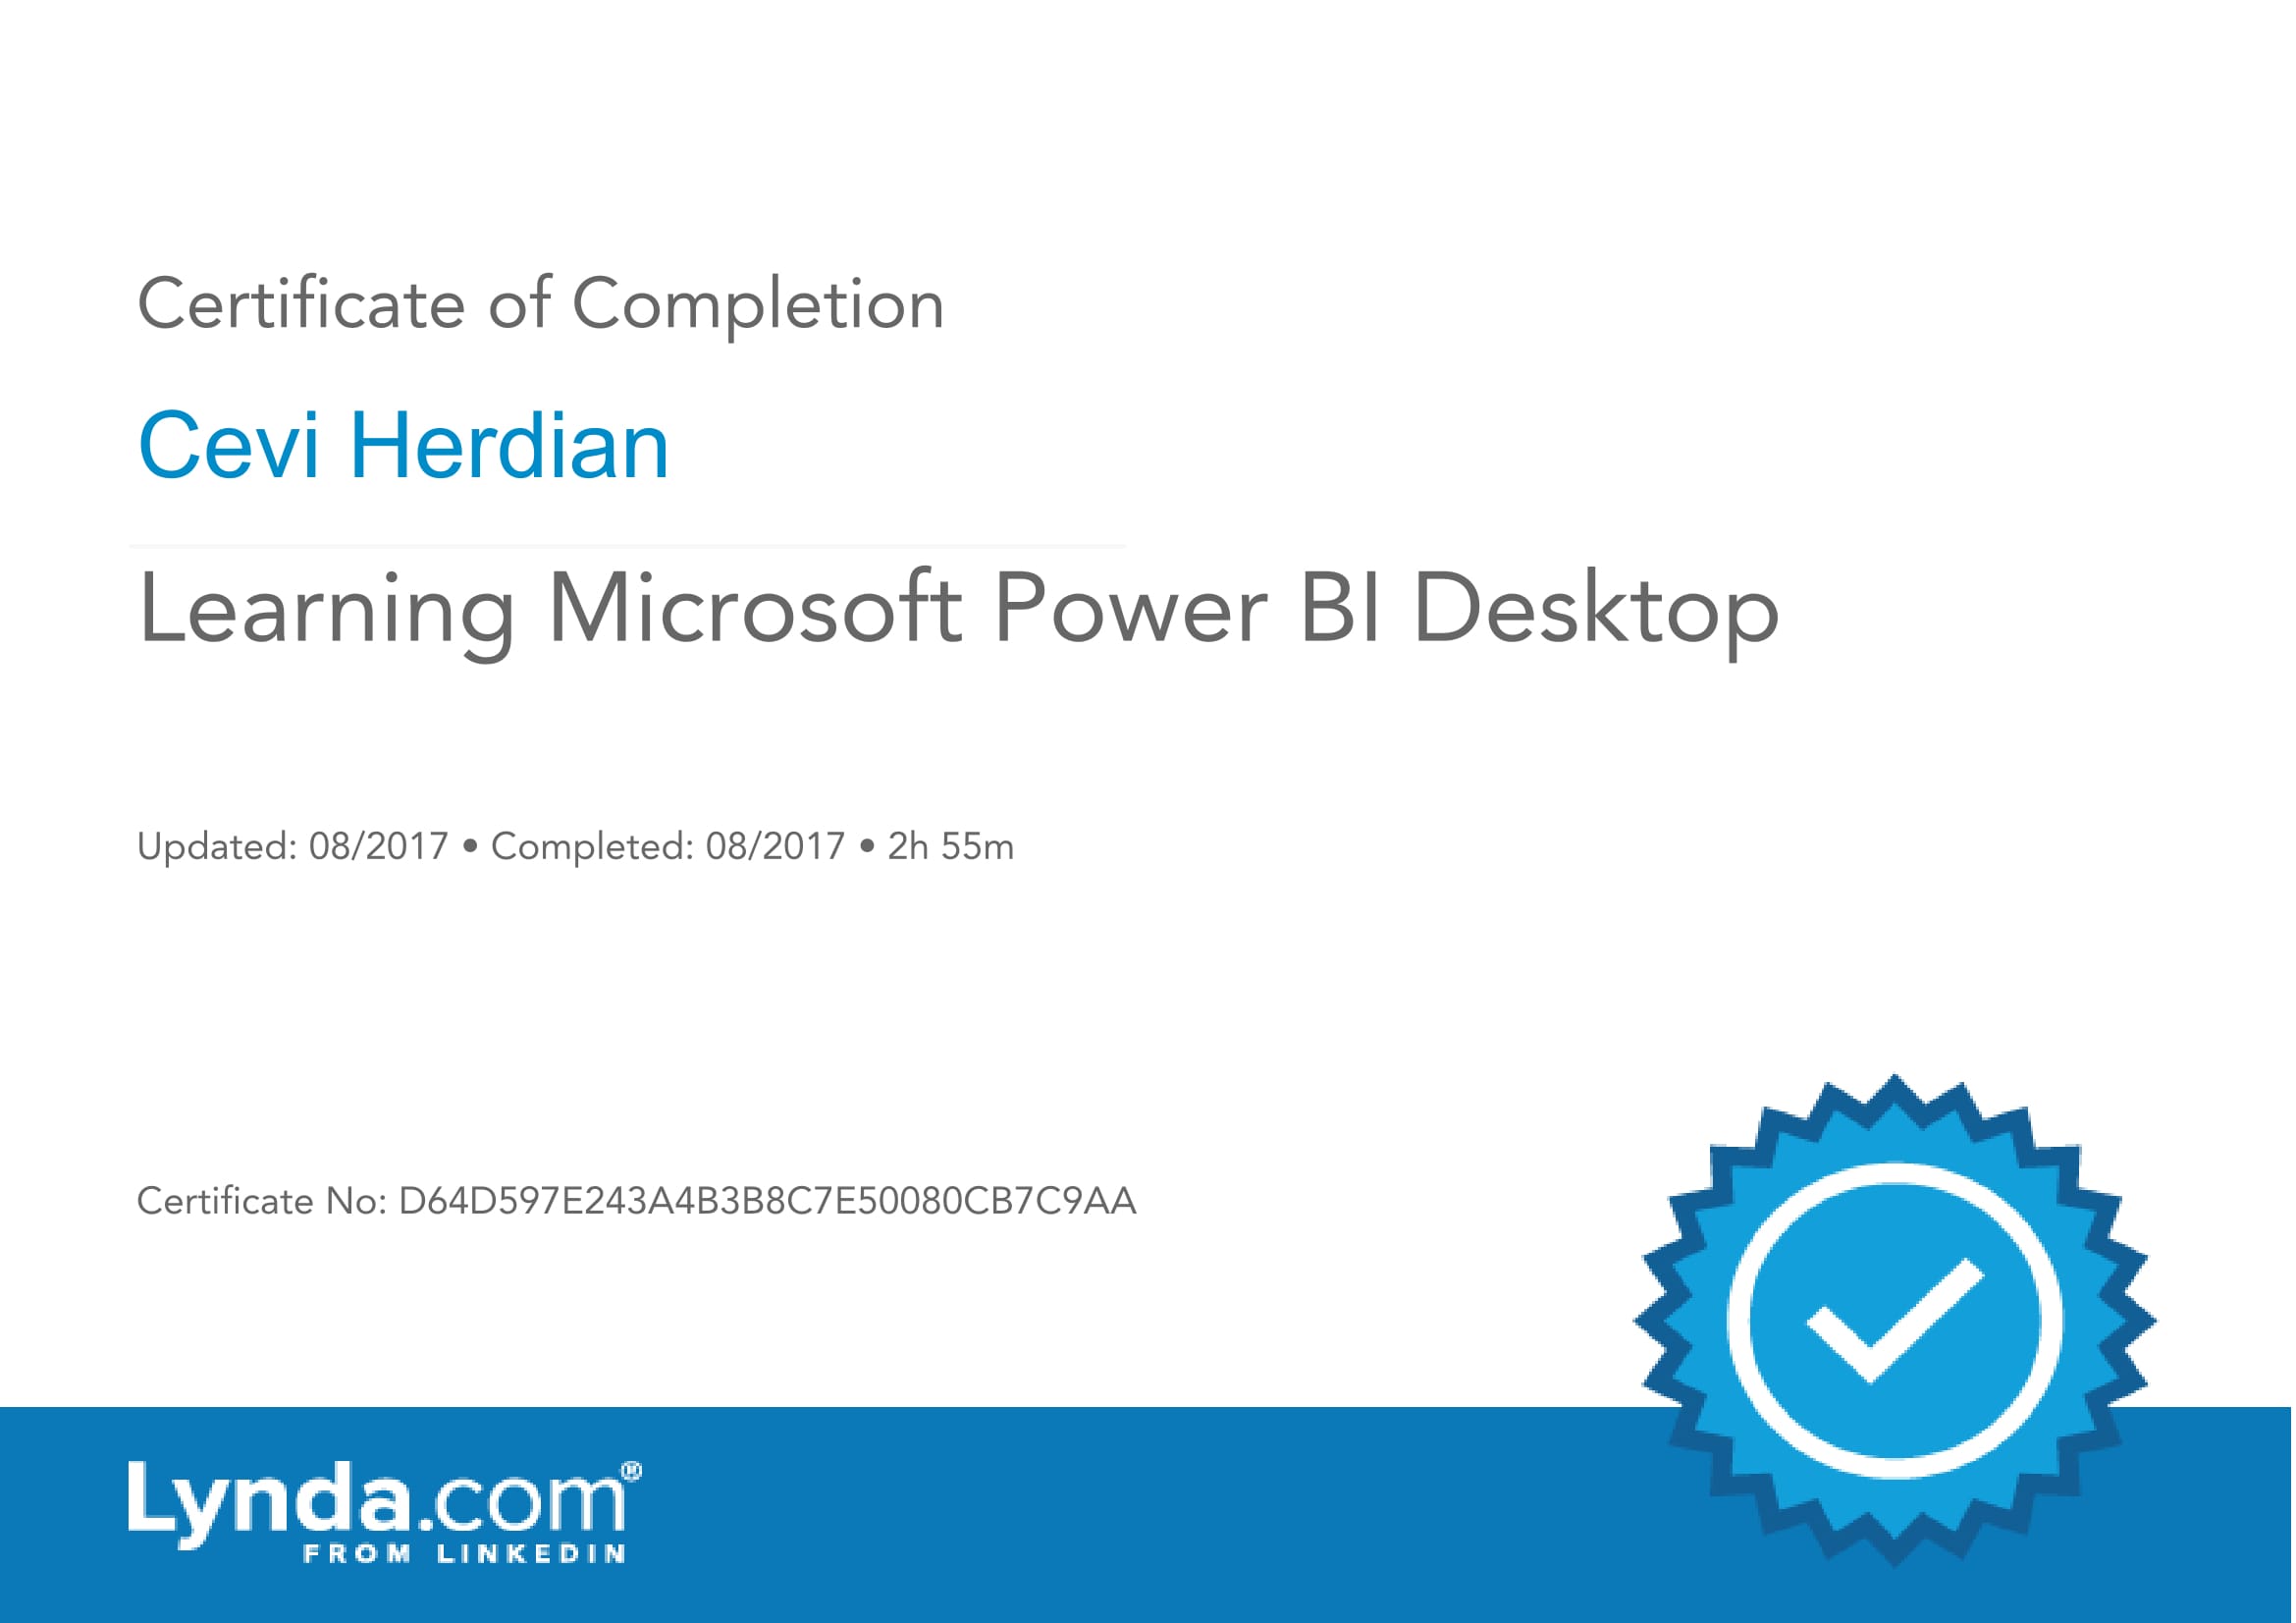 Certificate of Completion
Cevi Herdian
Learning Microsoft Power BI Desktop
Updated: 08/2017 • Completed: 08/2017 • 2h 55m
Certificate No: D64D597E243A4B3B8C7E50080CB7C9AA
Lynda.com®
FROM LINKEDIN